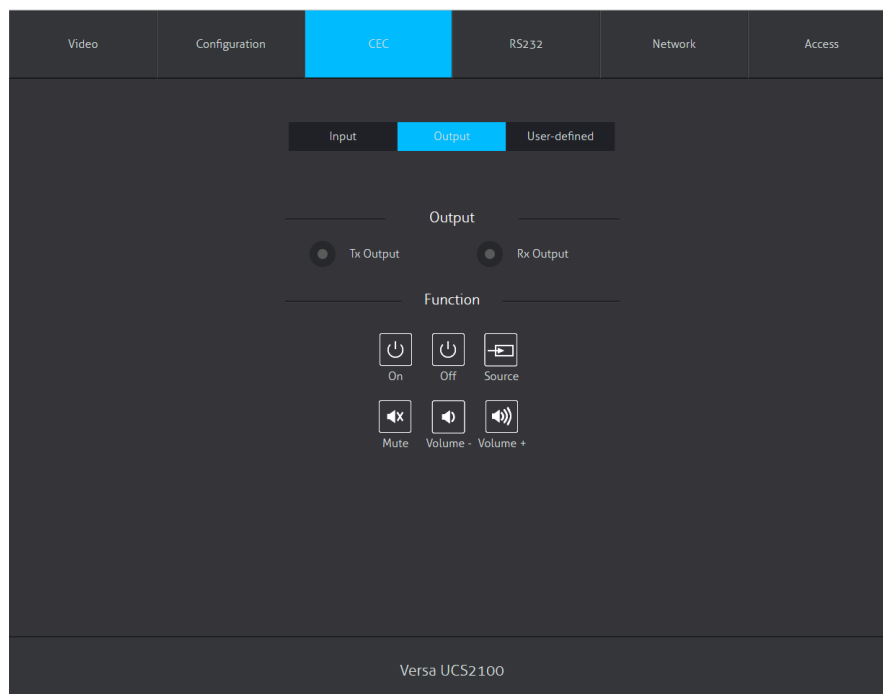 Video Configuration CEC RS232 Network Access
Input Output User-defined
Output
Tx Output Rx Output
Function
On Off Source
Mute Volume - Volume +
Versa UCS2100